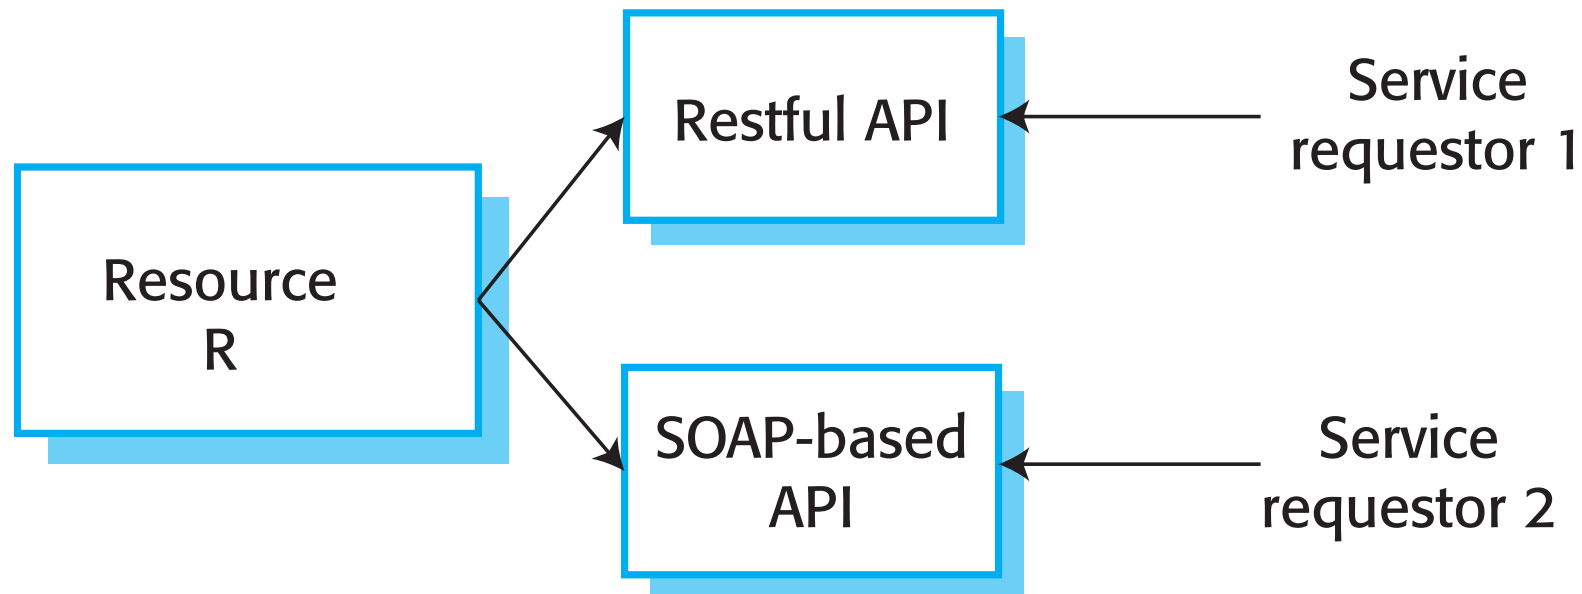 Resource
R
Restful API
SOAP-based
API
Service
requestor 1
Service
requestor 2